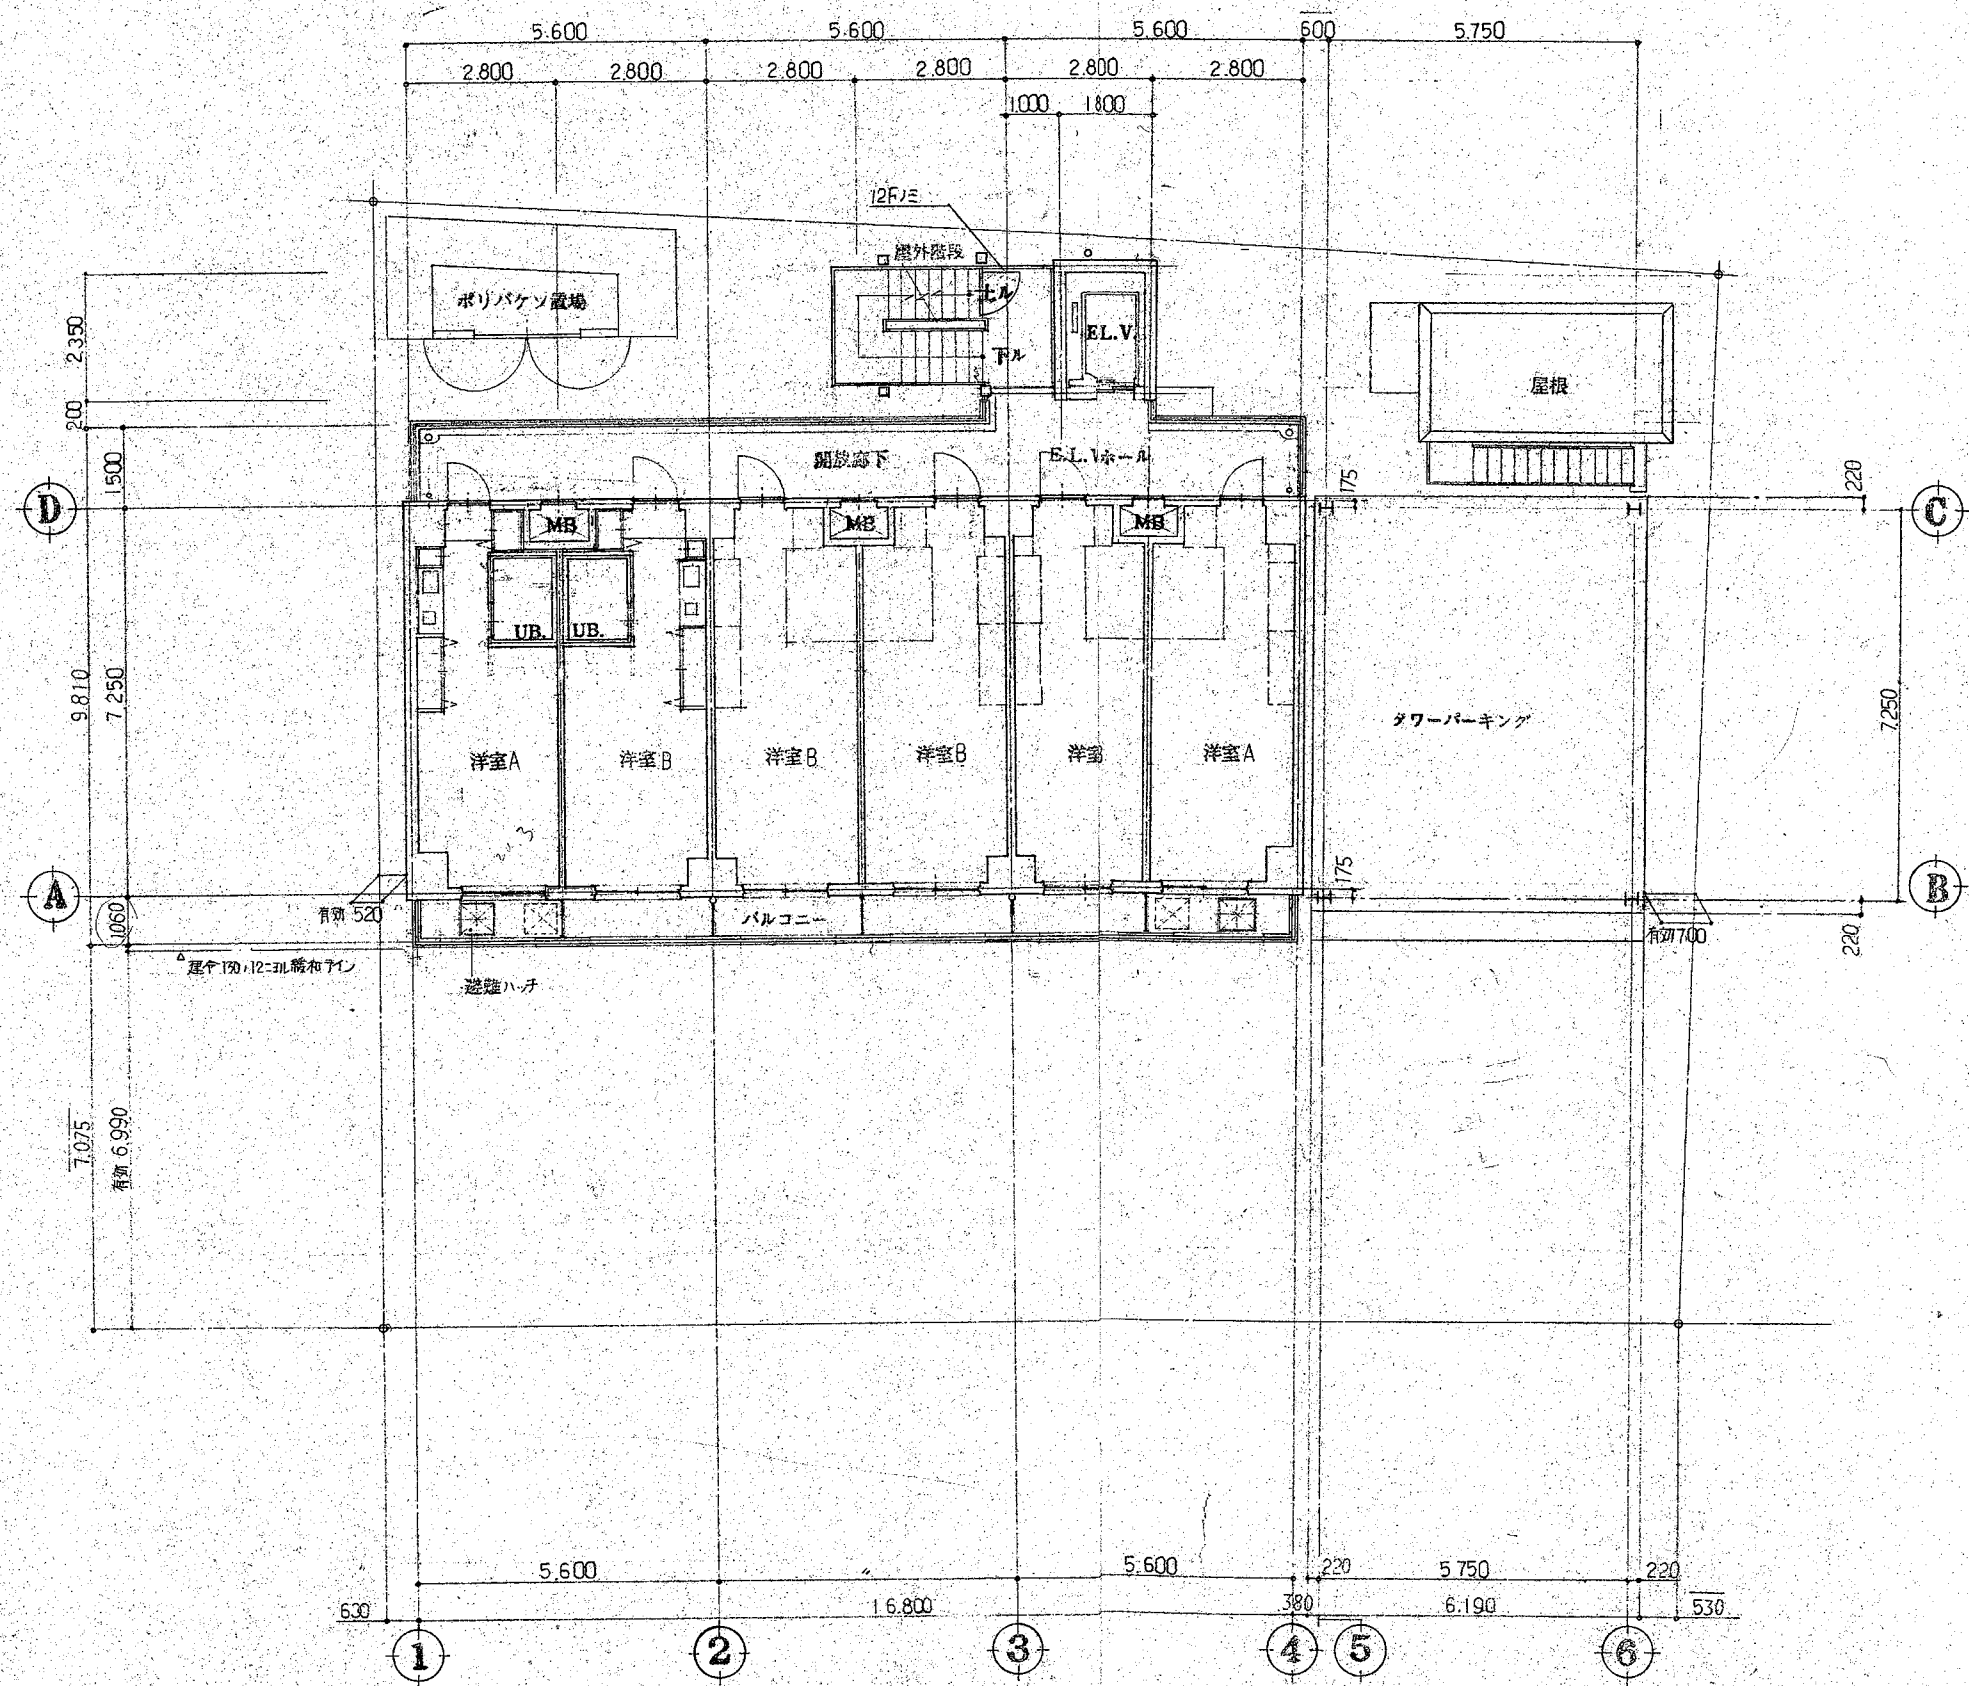 5.600 5.600 5.600 600 5.750
2.800 2.800 2.800 2.800 2.800 2.800
1.000 1.800
12Fノミ
屋外階段
ポリバケツ置場
上ル
EL.V.
下ル
屋根
2.350
200
1.500
開放廊下
E.L.Vホール
175
220
D
C
MB MB MB
UB. UB.
9.810
7.250
7.250
タワーパーキング
洋室A 洋室B 洋室B 洋室B 洋室 洋室A
175
A
B
1.060
有効 520
バルコニー
有効700
220
避難ハッチ
7.075
有効 6.990
5.600 5.600 220 5.750 220
630 16.800 380 6.190 530
1 2 3 4 5 6